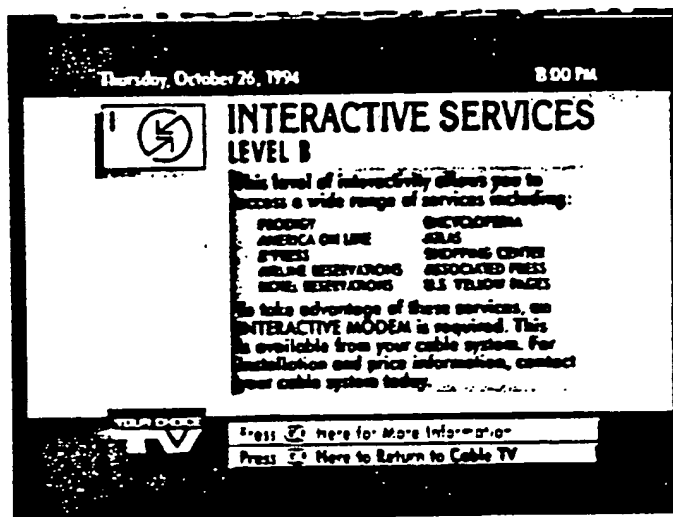 Thursday, October 26, 1994
8:00 PM
INTERACTIVE SERVICES
LEVEL B
This level of interactivity allows you to
access a wide range of services including:
PRODIGY ENCYCLOPEDIA
AMERICA ON LINE ATLAS
X*PRESS SHOPPING CENTER
AIRLINE RESERVATIONS ASSOCIATED PRESS
HOTEL RESERVATIONS U.S. YELLOW PAGES
To take advantage of these services, an
INTERACTIVE MODEM is required. This
is available from your cable system. For
installation and price information, contact
your cable system today.
YOUR CHOICE
TV
Press Here for More Information
Press Here to Return to Cable TV